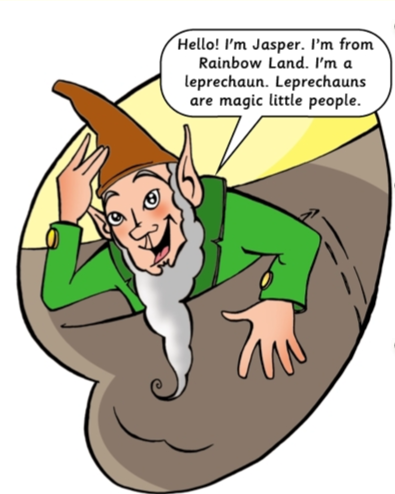 Hello! I'm Jasper. I'm from
Rainbow Land. I'm a
leprechaun. Leprechauns
are magic little people.